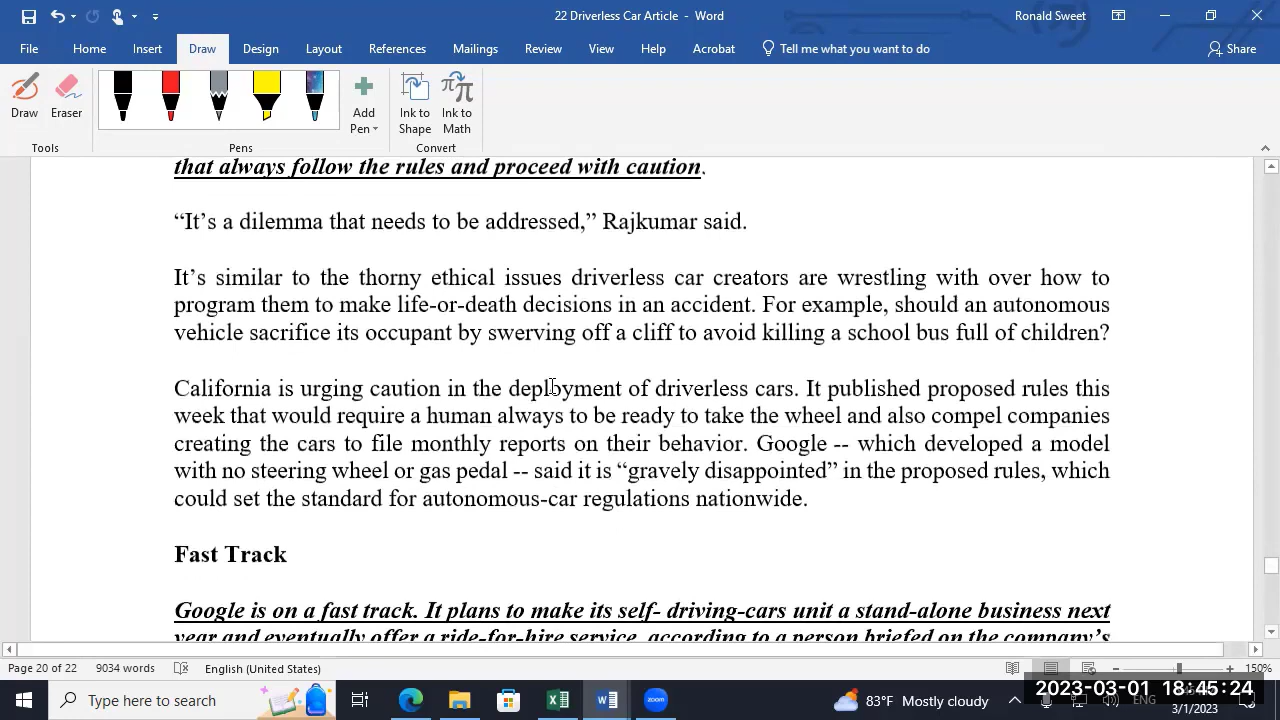 22 Driverless Car Article - Word
Ronald Sweet
File Home Insert Draw Design Layout References Mailings Review View Help Acrobat Tell me what you want to do Share
Draw Eraser Add Pen Ink to Shape Ink to Math
Tools Pens Convert
that always follow the rules and proceed with caution.
“It’s a dilemma that needs to be addressed,” Rajkumar said.
It’s similar to the thorny ethical issues driverless car creators are wrestling with over how to
program them to make life-or-death decisions in an accident. For example, should an autonomous
vehicle sacrifice its occupant by swerving off a cliff to avoid killing a school bus full of children?
California is urging caution in the deployment of driverless cars. It published proposed rules this
week that would require a human always to be ready to take the wheel and also compel companies
creating the cars to file monthly reports on their behavior. Google -- which developed a model
with no steering wheel or gas pedal -- said it is “gravely disappointed” in the proposed rules, which
could set the standard for autonomous-car regulations nationwide.
Fast Track
Google is on a fast track. It plans to make its self- driving-cars unit a stand-alone business next
year and eventually offer a ride-for-hire service, according to a person briefed on the company’s
Page 20 of 22 9034 words English (United States) 150%
Type here to search 83°F Mostly cloudy ENG 2023-03-01 18:45:24
3/1/2023